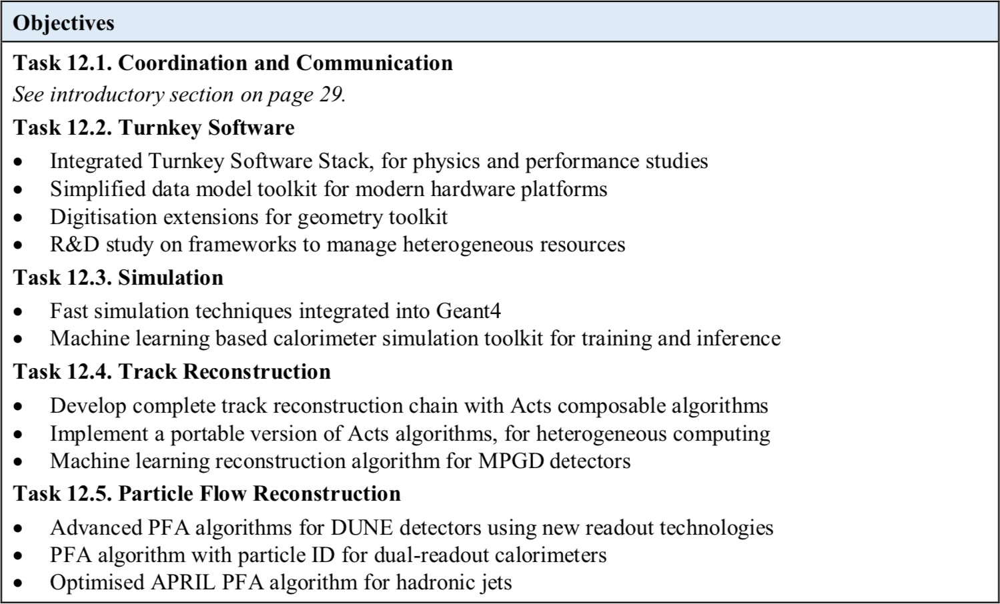 Objectives
Task 12.1. Coordination and Communication
See introductory section on page 29.
Task 12.2. Turnkey Software
• Integrated Turnkey Software Stack, for physics and performance studies
• Simplified data model toolkit for modern hardware platforms
• Digitisation extensions for geometry toolkit
• R&D study on frameworks to manage heterogeneous resources
Task 12.3. Simulation
• Fast simulation techniques integrated into Geant4
• Machine learning based calorimeter simulation toolkit for training and inference
Task 12.4. Track Reconstruction
• Develop complete track reconstruction chain with Acts composable algorithms
• Implement a portable version of Acts algorithms, for heterogeneous computing
• Machine learning reconstruction algorithm for MPGD detectors
Task 12.5. Particle Flow Reconstruction
• Advanced PFA algorithms for DUNE detectors using new readout technologies
• PFA algorithm with particle ID for dual-readout calorimeters
• Optimised APRIL PFA algorithm for hadronic jets